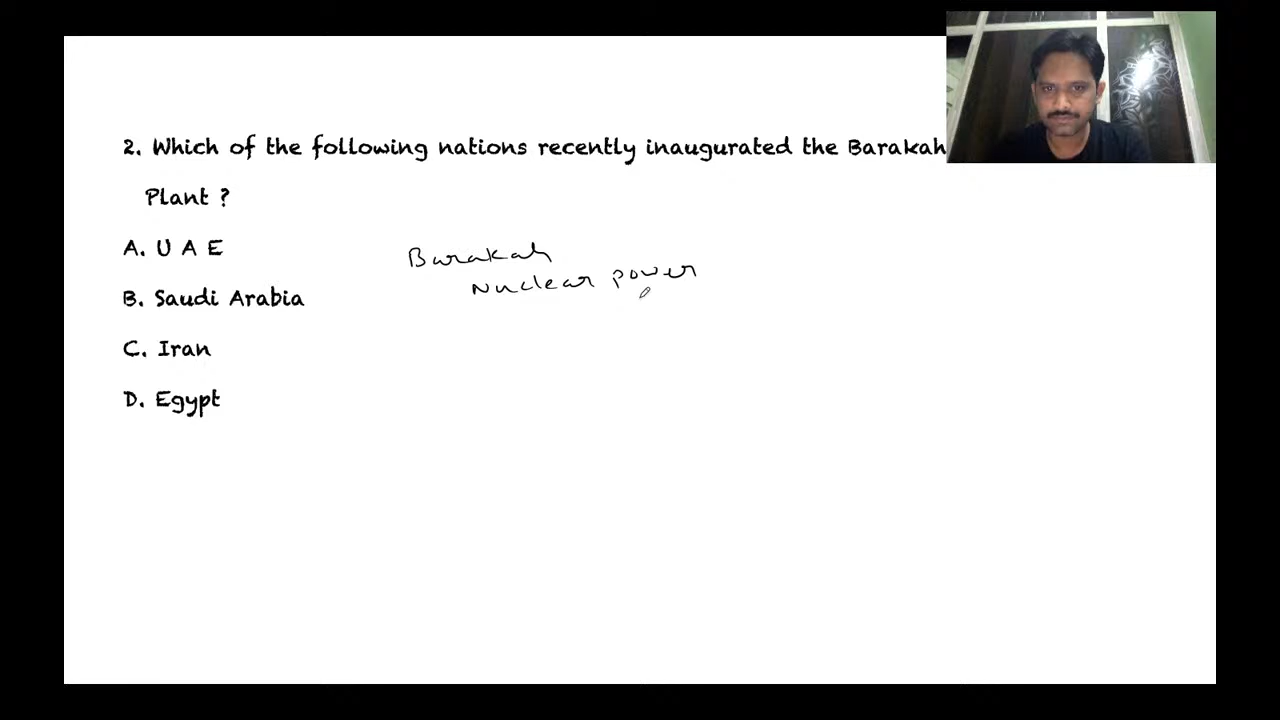 2. Which of the following nations recently inaugurated the Barakah
Plant ?
A. U A E
B. Saudi Arabia
C. Iran
D. Egypt
Barakah
Nuclear power